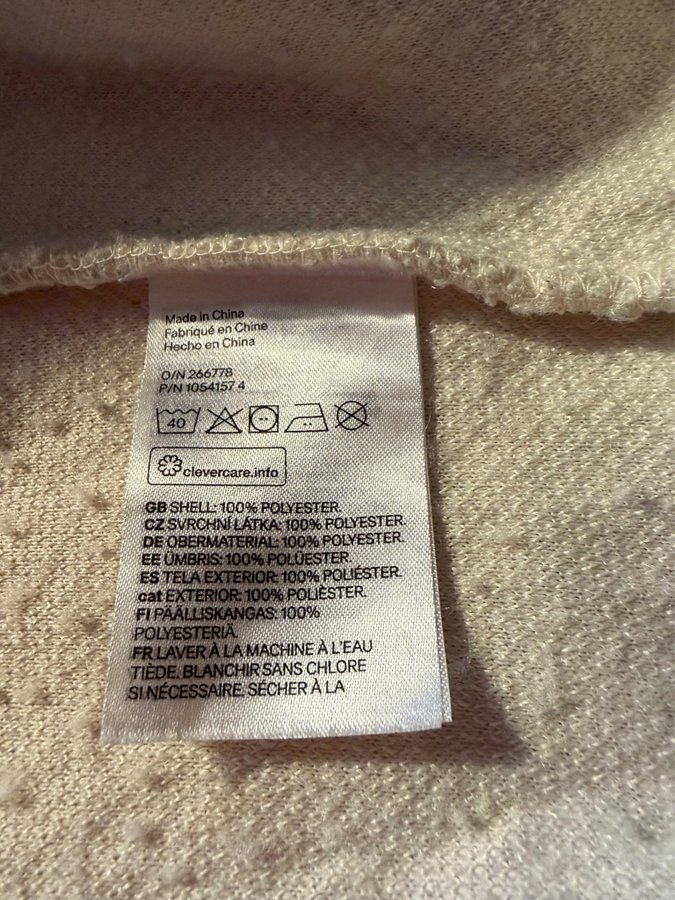 Made in China
Fabriqué en Chine
Hecho en China
O/N 266778
P/N 1054157 4
40
clevercare.info
GB SHELL: 100% POLYESTER.
CZ SVRCHNÍ LÁTKA: 100% POLYESTER.
DE OBERMATERIAL: 100% POLYESTER.
EE ÜMBRIS: 100% POLÜESTER.
ES TELA EXTERIOR: 100% POLIÉSTER.
cat EXTERIOR: 100% POLIÈSTER.
FI PÄÄLLISKANGAS: 100%
POLYESTERIÄ.
FR LAVER À LA MACHINE À L'EAU
TIÈDE. BLANCHIR SANS CHLORE
SI NÉCESSAIRE. SÉCHER À LA